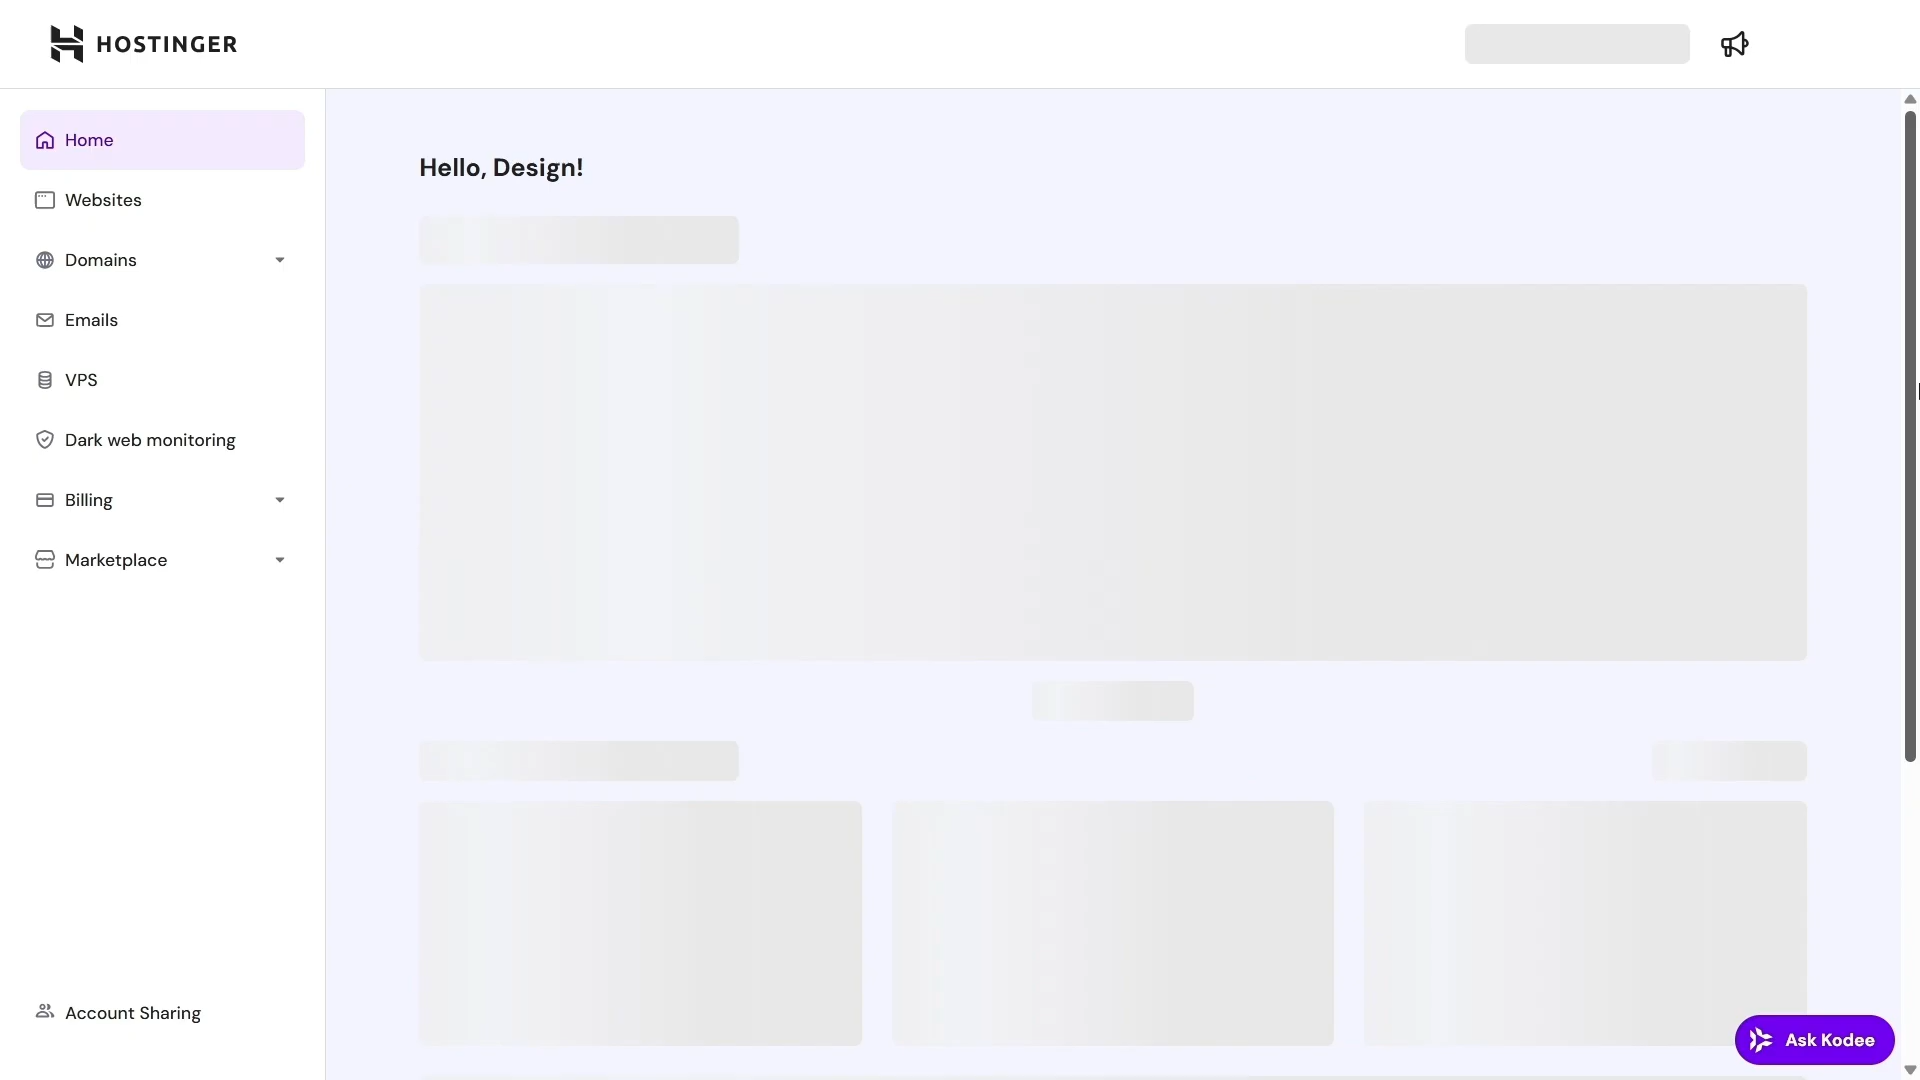 HOSTINGER
Home
Websites
Domains
Emails
VPS
Dark web monitoring
Billing
Marketplace
Account Sharing
Hello, Design!
Ask Kodee